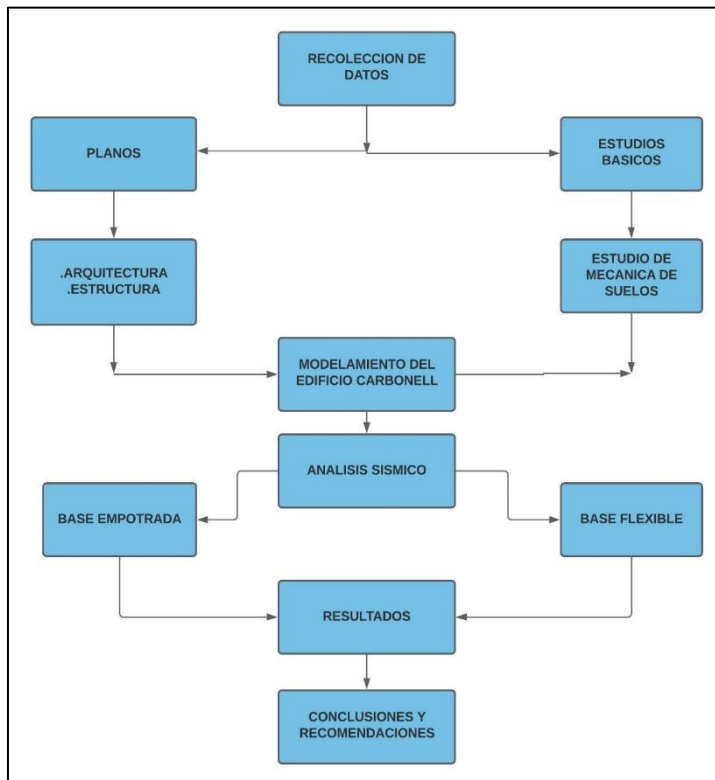 RECOLECCION DE
DATOS
PLANOS
ESTUDIOS
BASICOS
.ARQUITECTURA
.ESTRUCTURA
ESTUDIO DE
MECANICA DE
SUELOS
MODELAMIENTO DEL
EDIFICIO CARBONELL
ANALISIS SISMICO
BASE EMPOTRADA
BASE FLEXIBLE
RESULTADOS
CONCLUSIONES Y
RECOMENDACIONES